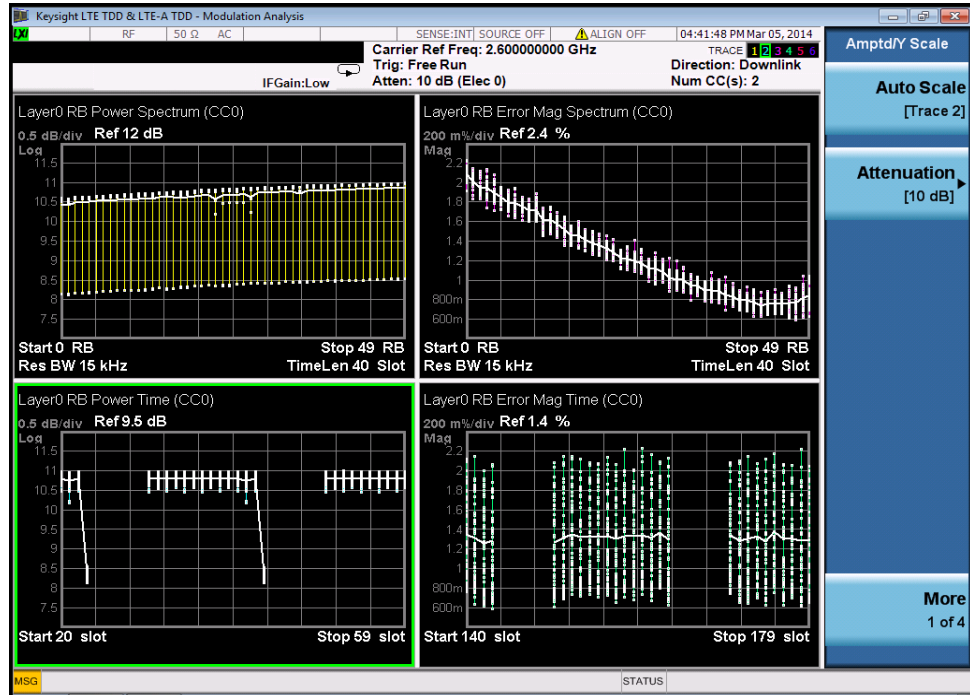 Keysight LTE TDD & LTE-A TDD - Modulation Analysis
LXI RF 50 Ω AC SENSE:INT SOURCE OFF ALIGN OFF 04:41:48 PM Mar 05, 2014
Carrier Ref Freq: 2.600000000 GHz TRACE 1 2 3 4 5 6
Trig: Free Run Direction: Downlink
IFGain:Low Atten: 10 dB (Elec 0) Num CC(s): 2
Amptd/Y Scale
Auto Scale
[Trace 2]
Attenuation
[10 dB]
More
1 of 4
Layer0 RB Power Spectrum (CC0)
0.5 dB/div Ref 12 dB
Log
11.5
11
10.5
10
9.5
9
8.5
8
7.5
Start 0 RB Stop 49 RB
Res BW 15 kHz TimeLen 40 Slot
Layer0 RB Error Mag Spectrum (CC0)
200 m%/div Ref 2.4 %
Mag
2.2
2
1.8
1.6
1.4
1.2
1
800m
600m
Start 0 RB Stop 49 RB
Res BW 15 kHz TimeLen 40 Slot
Layer0 RB Power Time (CC0)
0.5 dB/div Ref 9.5 dB
Log
11.5
11
10.5
10
9.5
9
8.5
8
7.5
Start 20 slot Stop 59 slot
Layer0 RB Error Mag Time (CC0)
200 m%/div Ref 1.4 %
Mag
2.2
2
1.8
1.6
1.4
1.2
1
800m
600m
Start 140 slot Stop 179 slot
MSG STATUS